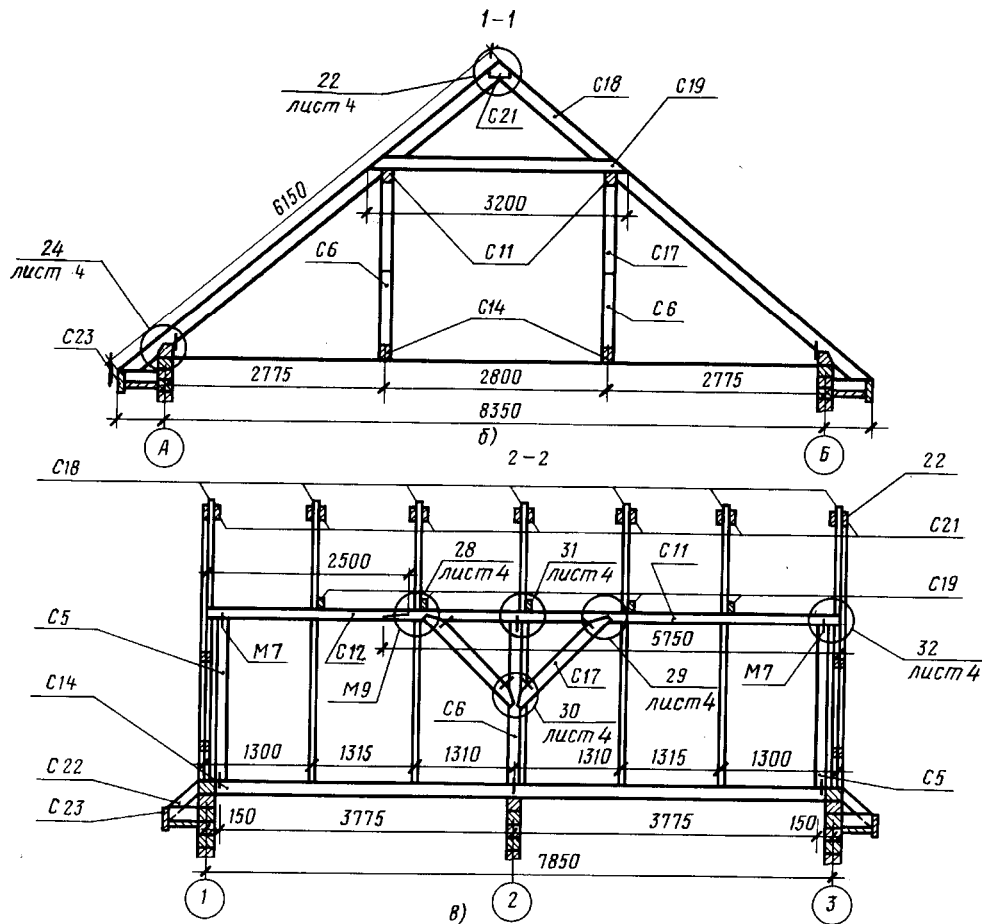 1-1
22
лист 4
С18
С19
С21
6150
3200
24
лист 4
С6
С11
С17
С14
С6
С23
2775
2800
2775
8350
А
б)
Б
2-2
С18
22
С21
2500
28
лист 4
31
лист 4
С11
С19
С5
5750
М7
С12
М7
32
лист 4
С14
М9
С17
29
лист 4
С6
30
лист 4
1300
1315
1310
1310
1315
1300
С22
С5
С23
150
3775
3775
150
7850
1
2
3
в)